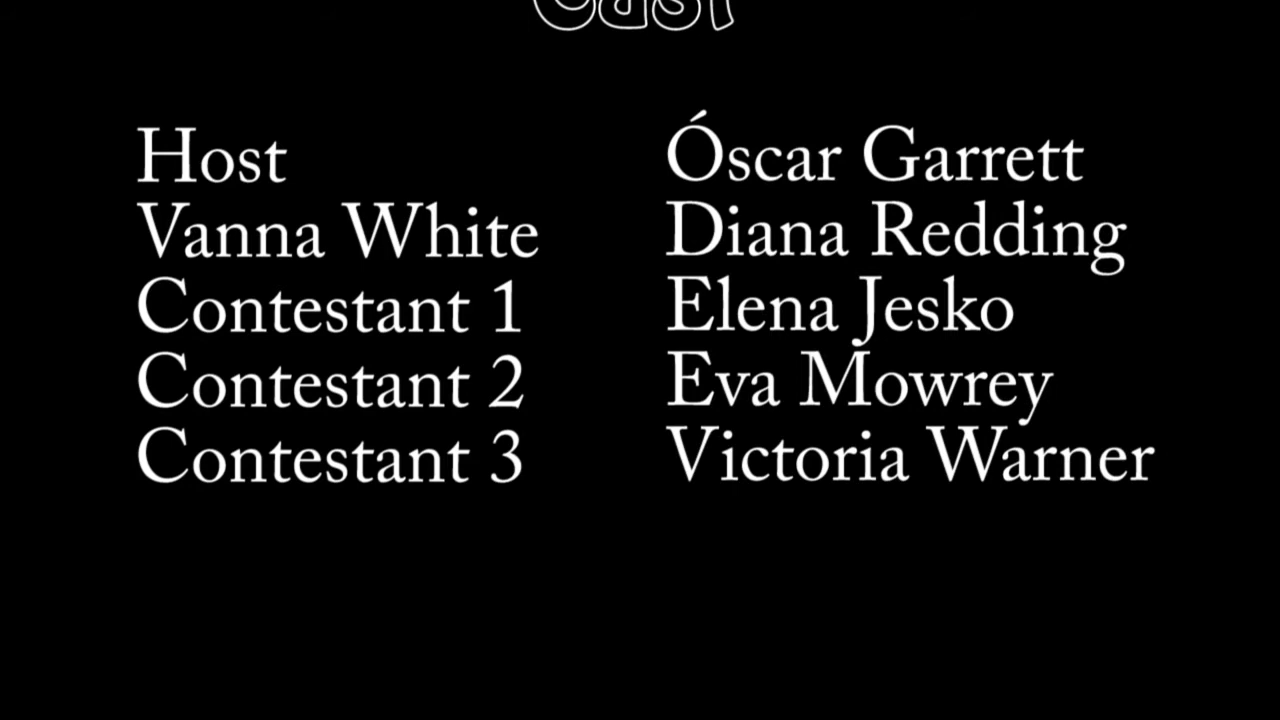 Cast
Host Óscar Garrett
Vanna White Diana Redding
Contestant 1 Elena Jesko
Contestant 2 Eva Mowrey
Contestant 3 Victoria Warner